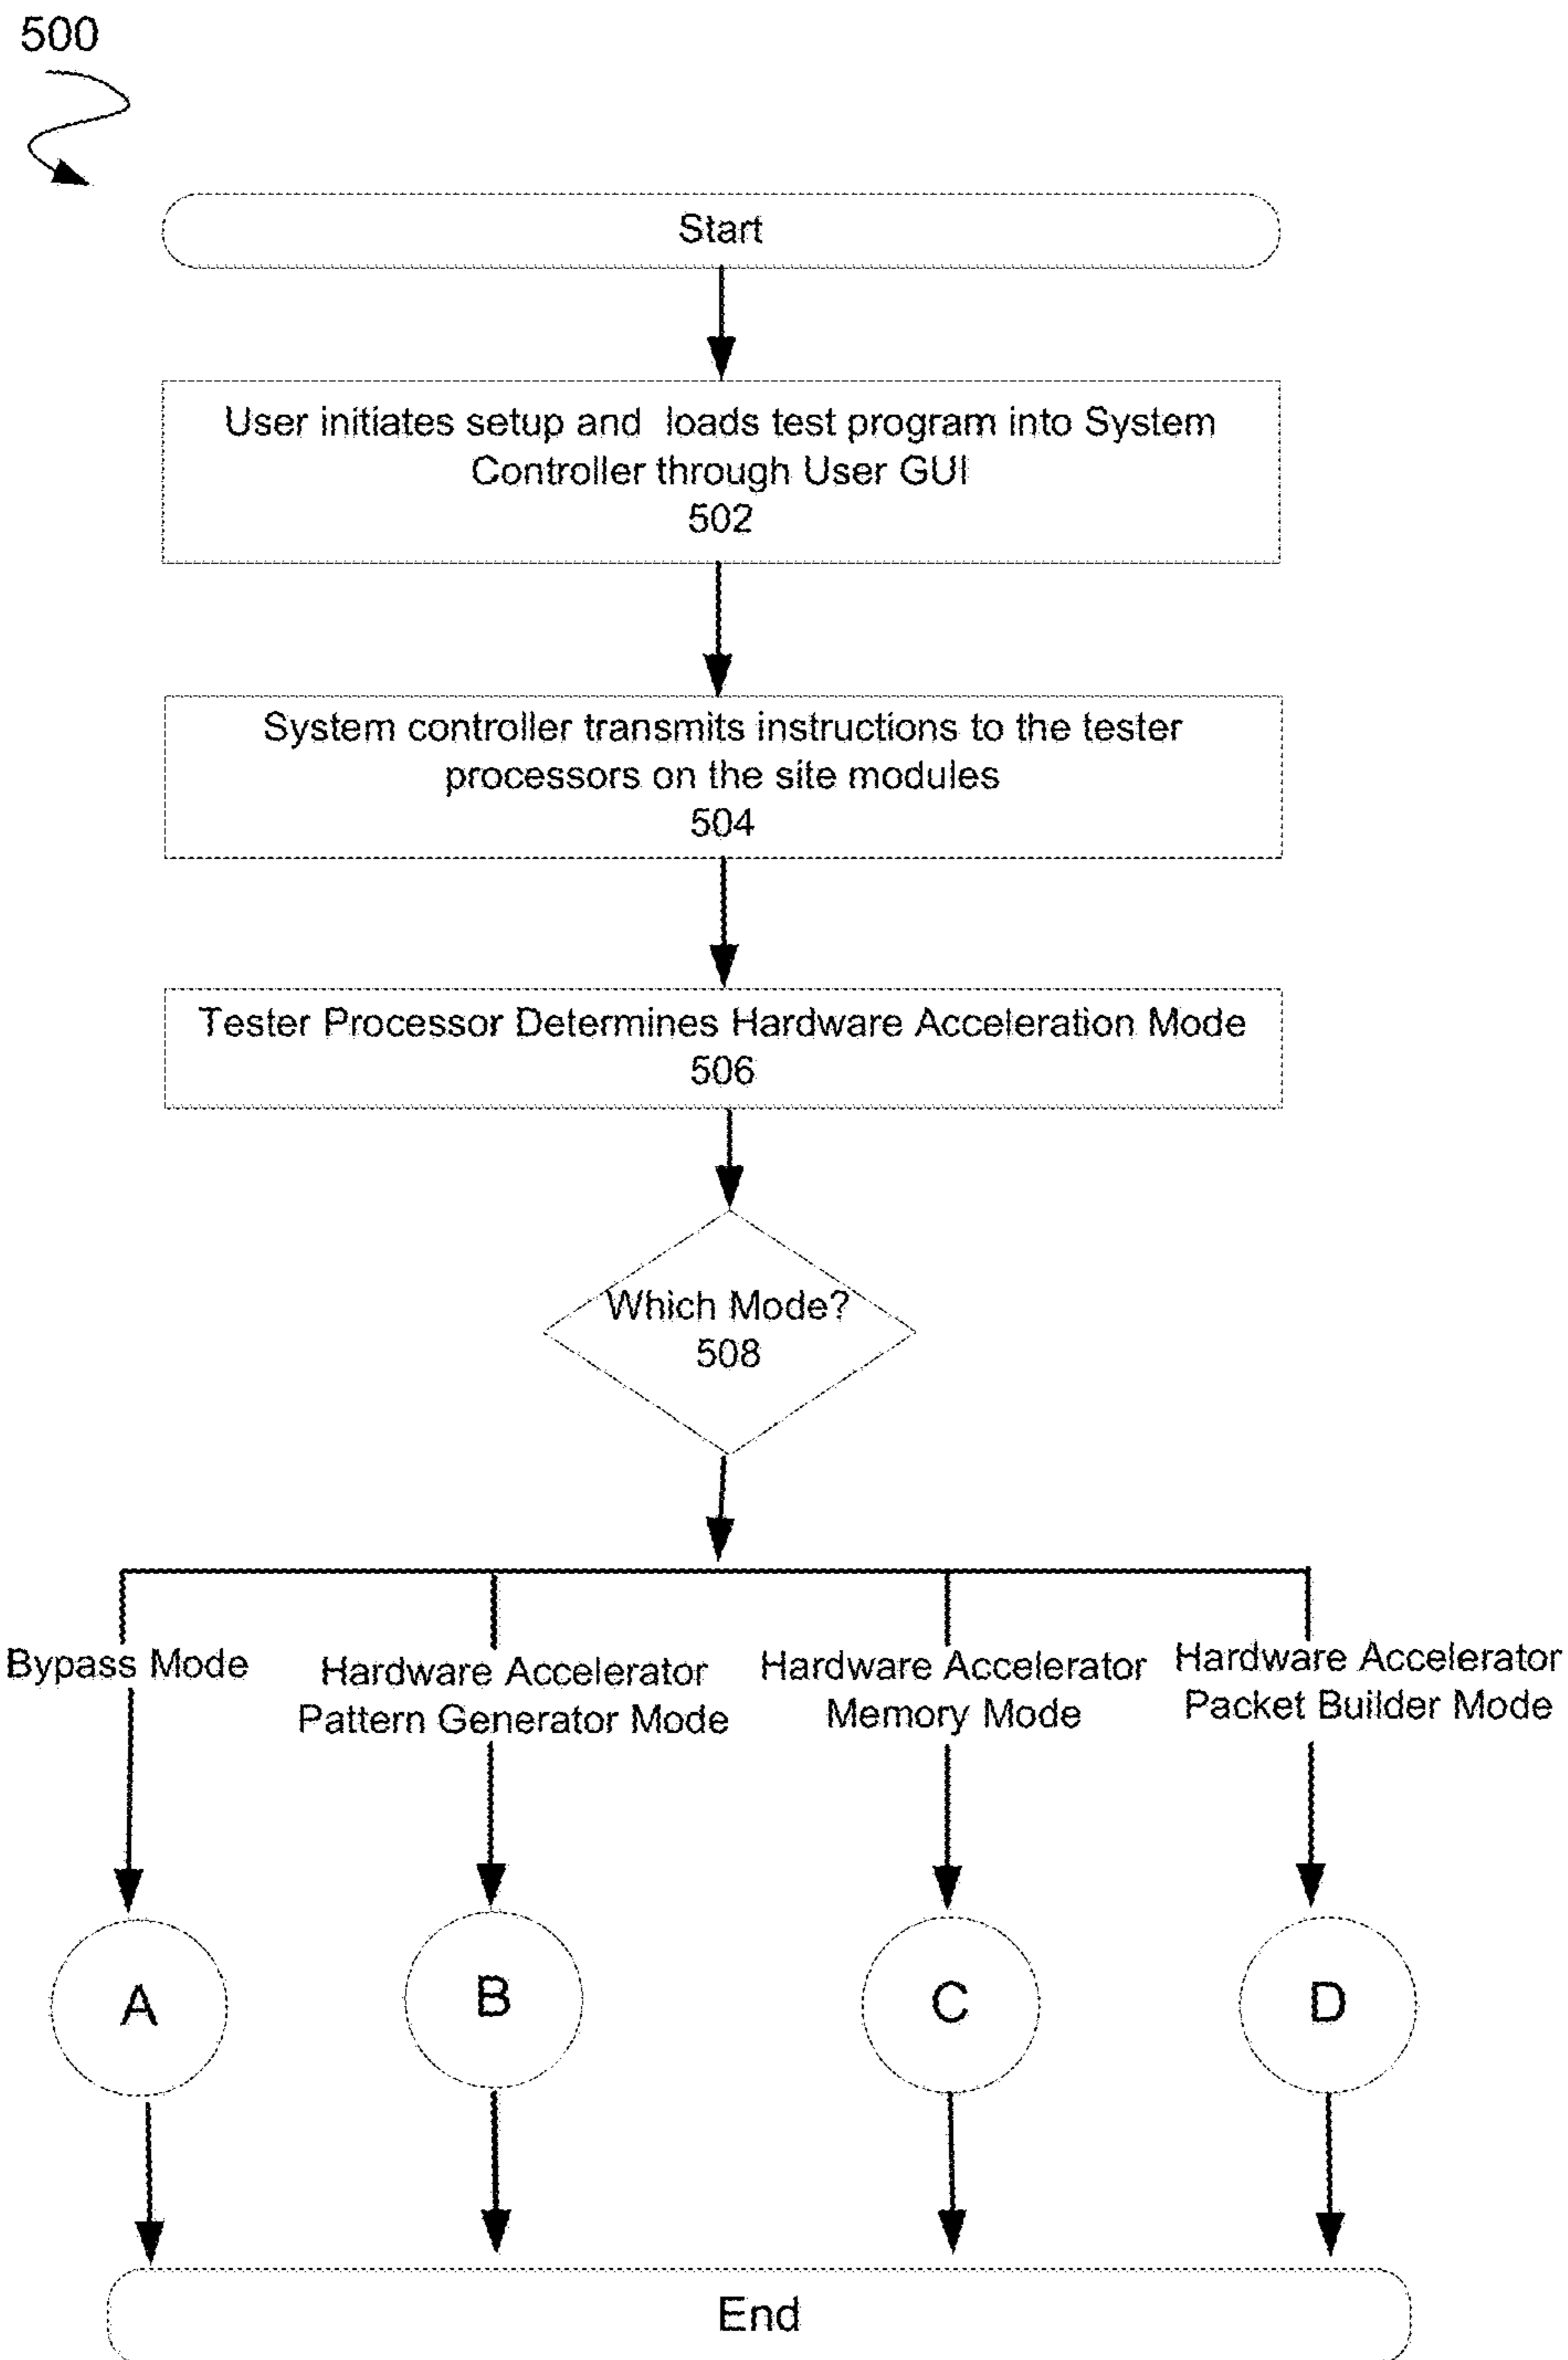 500
Start
User initiates setup and loads test program into System
Controller through User GUI
502
System controller transmits instructions to the tester
processors on the site modules
504
Tester Processor Determines Hardware Acceleration Mode
506
Which Mode?
508
Bypass Mode
Hardware Accelerator
Pattern Generator Mode
Hardware Accelerator
Memory Mode
Hardware Accelerator
Packet Builder Mode
A
B
C
D
End